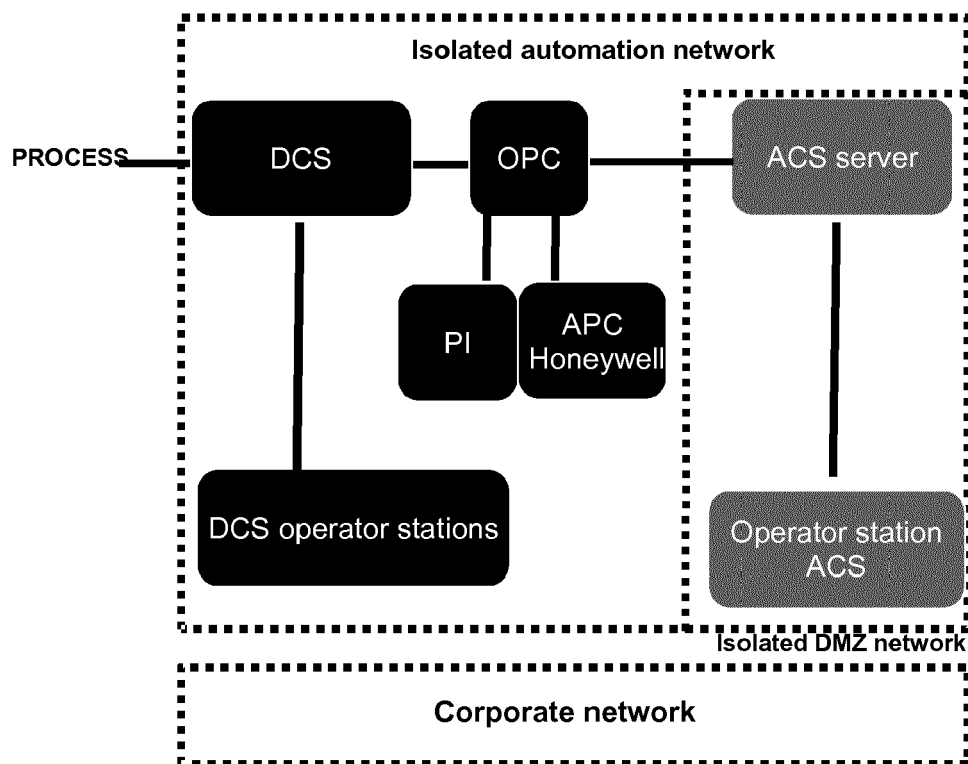 Isolated automation network
PROCESS
DCS
OPC
ACS server
PI
APC
Honeywell
DCS operator stations
Operator station
ACS
Isolated DMZ network
Corporate network